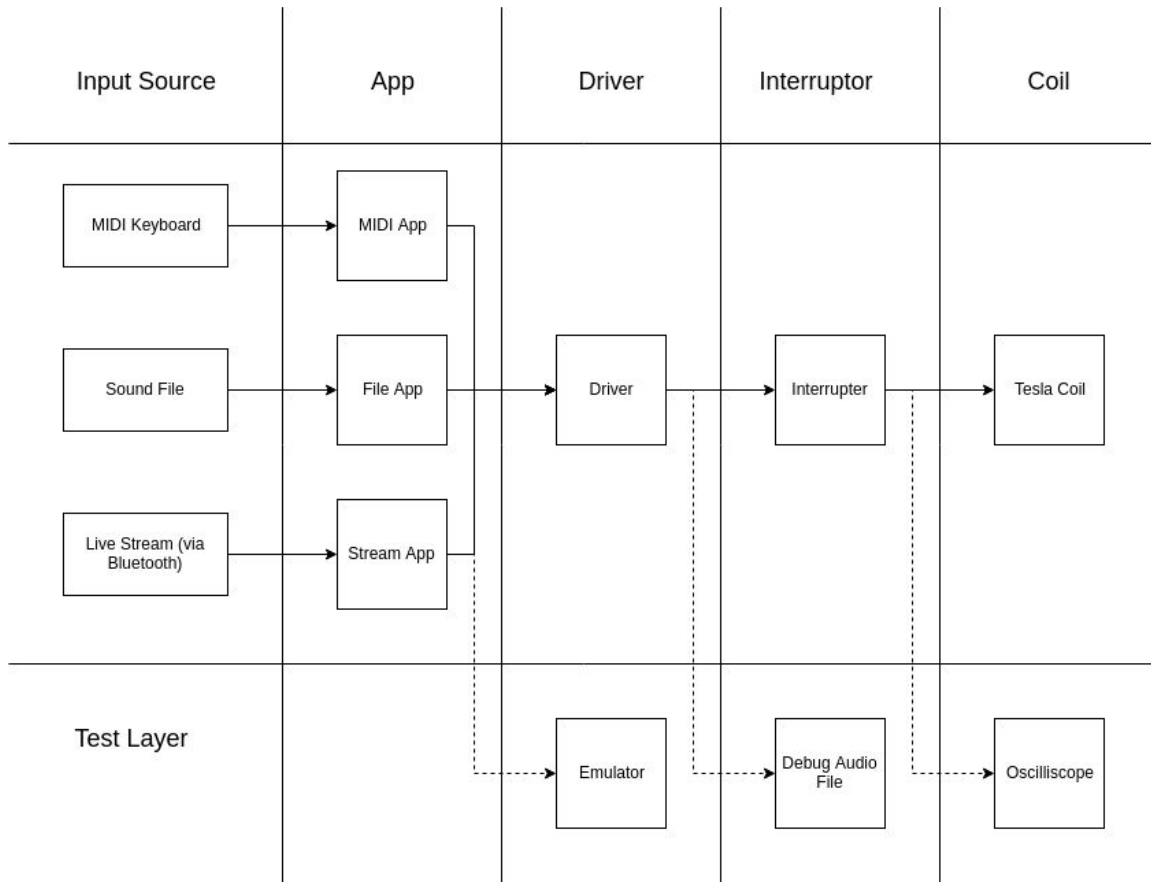 Input Source
App
Driver
Interruptor
Coil
MIDI Keyboard
MIDI App
Sound File
File App
Driver
Interrupter
Tesla Coil
Live Stream (via
Bluetooth)
Stream App
Test Layer
Emulator
Debug Audio
File
Oscilliscope